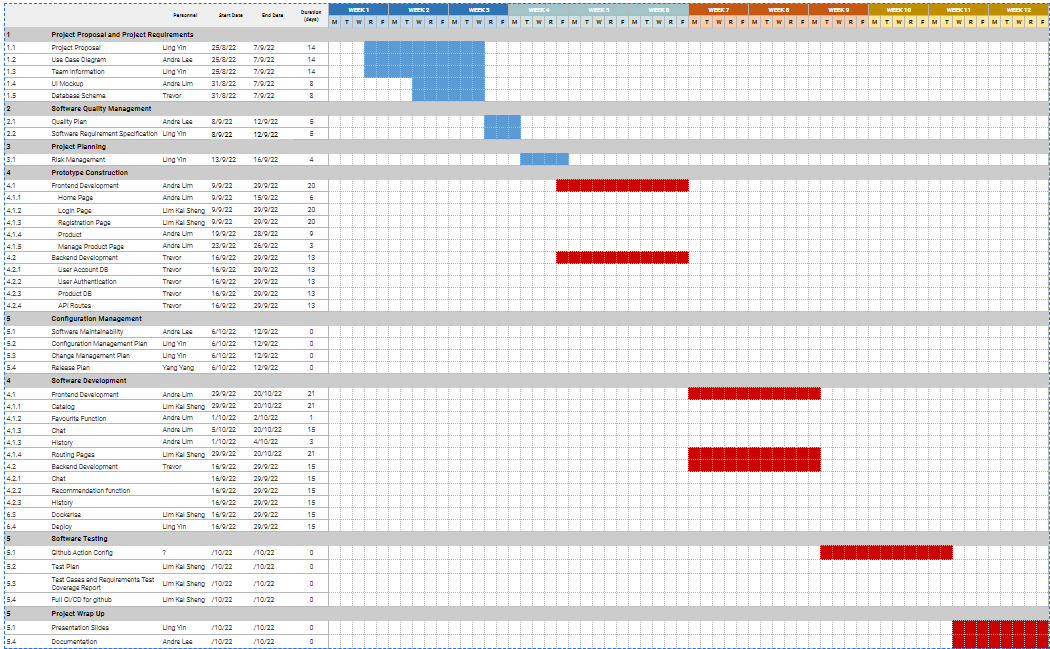 WEEK 1 WEEK 2 WEEK 3 WEEK 4 WEEK 5 WEEK 6 WEEK 7 WEEK 8 WEEK 9 WEEK 10 WEEK 11 WEEK 12
Personnel Start Date End Date Duration (days)
M T W R F M T W R F M T W R F M T W R F M T W R F M T W R F M T W R F M T W R F M T W R F M T W R F M T W R F M T W R F
1 Project Proposal and Project Requirements
1.1 Project Proposal Ling Yin 25/8/22 7/9/22 14
1.2 Use Case Diagram Andre Lee 25/8/22 7/9/22 14
1.3 Team Information Ling Yin 25/8/22 7/9/22 14
1.4 UI Mockup Andre Lim 31/8/22 7/9/22 8
1.5 Database Schema Trevor 31/8/22 7/9/22 8
2 Software Quality Management
2.1 Quality Plan Andre Lee 8/9/22 12/9/22 5
2.2 Software Requirement Specification Ling Yin 8/9/22 12/9/22 5
3 Project Planning
3.1 Risk Management Ling Yin 13/9/22 16/9/22 4
4 Prototype Construction
4.1 Frontend Development Andre Lim 9/9/22 29/9/22 20
4.1.1 Home Page Andre Lim 9/9/22 15/9/22 6
4.1.2 Login Page Lim Kai Sheng 9/9/22 29/9/22 20
4.1.3 Registration Page Lim Kai Sheng 9/9/22 29/9/22 20
4.1.4 Product Andre Lim 19/9/22 28/9/22 9
4.1.5 Manage Product Page Andre Lim 23/9/22 26/9/22 3
4.2 Backend Development Trevor 16/9/22 29/9/22 13
4.2.1 User Account DB Trevor 16/9/22 29/9/22 13
4.2.2 User Authentication Trevor 16/9/22 29/9/22 13
4.2.3 Product DB Trevor 16/9/22 29/9/22 13
4.2.4 API Routes Trevor 16/9/22 29/9/22 13
5 Configuration Management
5.1 Software Maintainability Andre Lee 6/10/22 12/9/22 0
5.2 Configuration Management Plan Ling Yin 6/10/22 12/9/22 0
5.3 Change Management Plan Ling Yin 6/10/22 12/9/22 0
5.4 Release Plan Yang Yang 6/10/22 12/9/22 0
4 Software Development
4.1 Frontend Development Andre Lim 29/9/22 20/10/22 21
4.1.1 Catalog Lim Kai Sheng 29/9/22 20/10/22 21
4.1.2 Favourite Function Andre Lim 1/10/22 2/10/22 1
4.1.3 Chat Andre Lim 5/10/22 20/10/22 15
4.1.3 History Andre Lim 1/10/22 4/10/22 3
4.1.4 Routing Pages Lim Kai Sheng 29/9/22 20/10/22 21
4.2 Backend Development Trevor 16/9/22 29/9/22 15
4.2.1 Chat 16/9/22 29/9/22 15
4.2.2 Recommendation function 16/9/22 29/9/22 15
4.2.3 History 16/9/22 29/9/22 15
6.3 Dockerise Lim Kai Sheng 16/9/22 29/9/22 15
6.4 Deploy Ling Yin 16/9/22 29/9/22 15
5 Software Testing
5.1 Github Action Config ? /10/22 /10/22 0
5.2 Test Plan Lim Kai Sheng /10/22 /10/22 0
5.3 Test Cases and Requirements Test Coverage Report Lim Kai Sheng /10/22 /10/22 0
5.4 Full CI/CD for github Lim Kai Sheng /10/22 /10/22 0
5 Project Wrap Up
5.1 Presentation Slides Ling Yin /10/22 /10/22 0
5.4 Documentation Andre Lee /10/22 /10/22 0